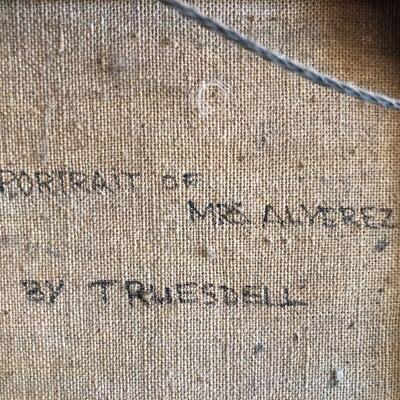 PORTRAIT OF
MRS. ALVEREZ
BY TRUESDELL